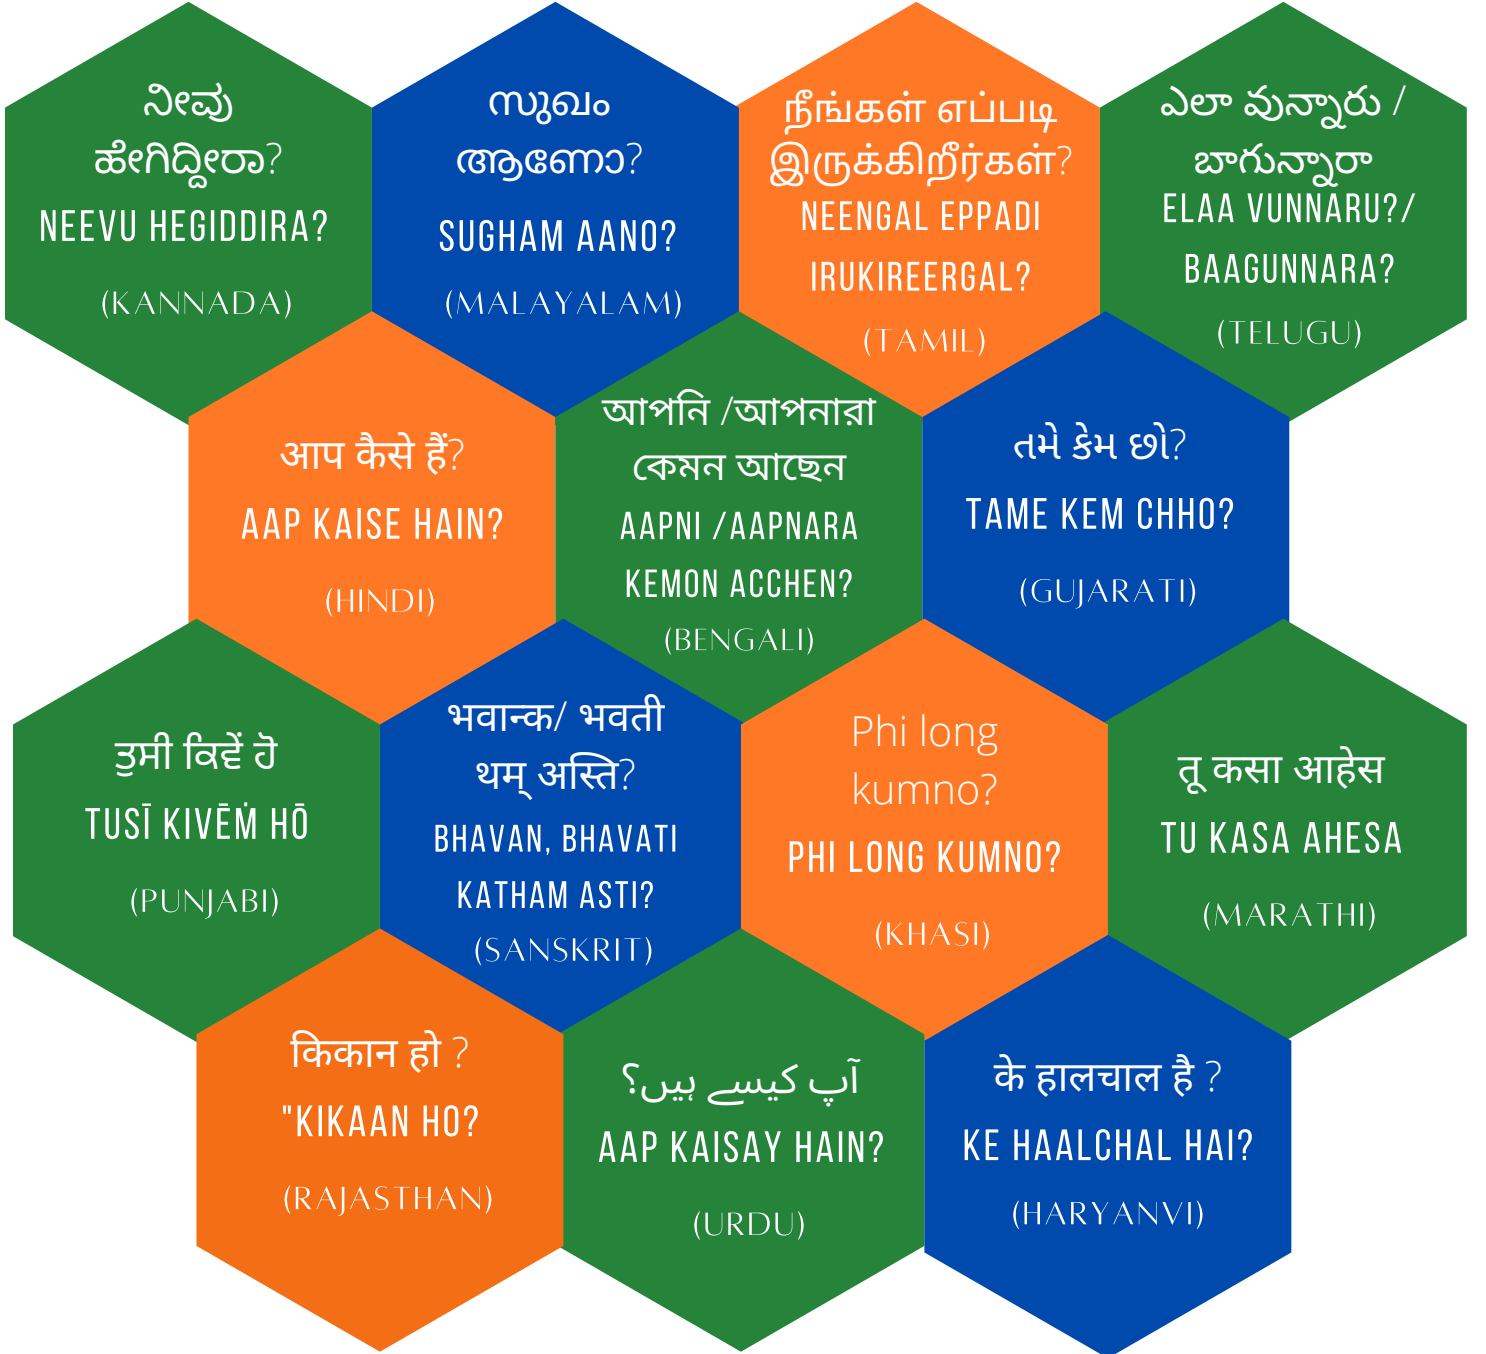 ನೀವು
ಹೇಗಿದ್ದೀರಾ?
NEEVU HEGIDDIRA?
(KANNADA)
സുഖം
ആണോ?
SUGHAM AANO?
(MALAYALAM)
நீங்கள் எப்படி
இருக்கிறீர்கள்?
NEENGAL EPPADI
IRUKIREERGAL?
(TAMIL)
ఎలా వున్నారు /
బాగున్నారా
ELAA VUNNARU?/
BAAGUNNARA?
(TELUGU)
आप कैसे हैं?
AAP KAISE HAIN?
(HINDI)
আপনি /আপনারা
কেমন আছেন
AAPNI /AAPNARA
KEMON ACCHEN?
(BENGALI)
તમે કેમ છો?
TAME KEM CHHO?
(GUJARATI)
ਤੁਸੀ ਕਿਵੇਂ ਹੋ
TUSĪ KIVĒṀ HŌ
(PUNJABI)
भवान्क/ भवती
थम् अस्ति?
BHAVAN, BHAVATI
KATHAM ASTI?
(SANSKRIT)
Phi long
kumno?
PHI LONG KUMNO?
(KHASI)
तू कसा आहेस
TU KASA AHESA
(MARATHI)
किकान हो ?
"KIKAAN HO?
(RAJASTHAN)
آپ کیسے ہیں؟
AAP KAISAY HAIN?
(URDU)
के हालचाल है ?
KE HAALCHAL HAI?
(HARYANVI)